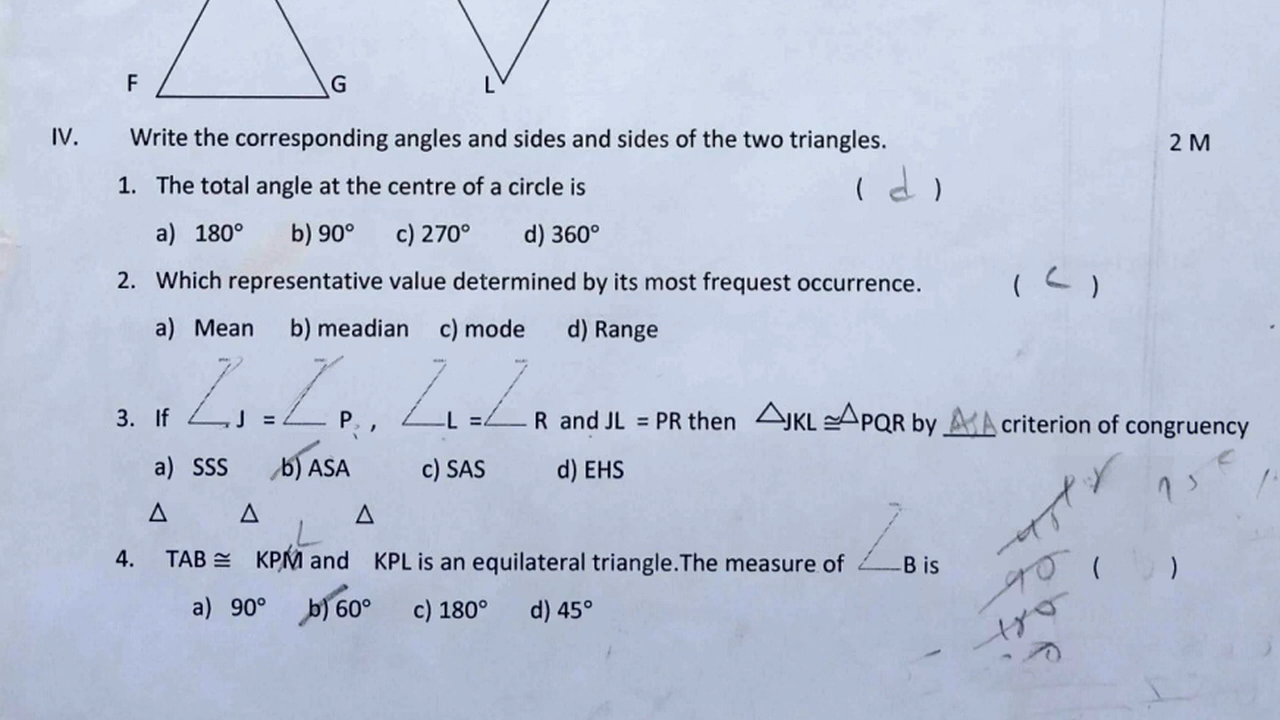 F G L
IV. Write the corresponding angles and sides and sides of the two triangles. 2 M
1. The total angle at the centre of a circle is ( d )
a) 180° b) 90° c) 270° d) 360°
2. Which representative value determined by its most frequest occurrence. ( c )
a) Mean b) meadian c) mode d) Range
3. If ∠J = ∠P, , ∠L = ∠R and JL = PR then △JKL ≅ △PQR by ASA criterion of congruency
a) SSS b) ASA c) SAS d) EHS
△ △ △ L
4. TAB ≅ KPM and KPL is an equilateral triangle.The measure of ∠B is ( )
a) 90° b) 60° c) 180° d) 45°